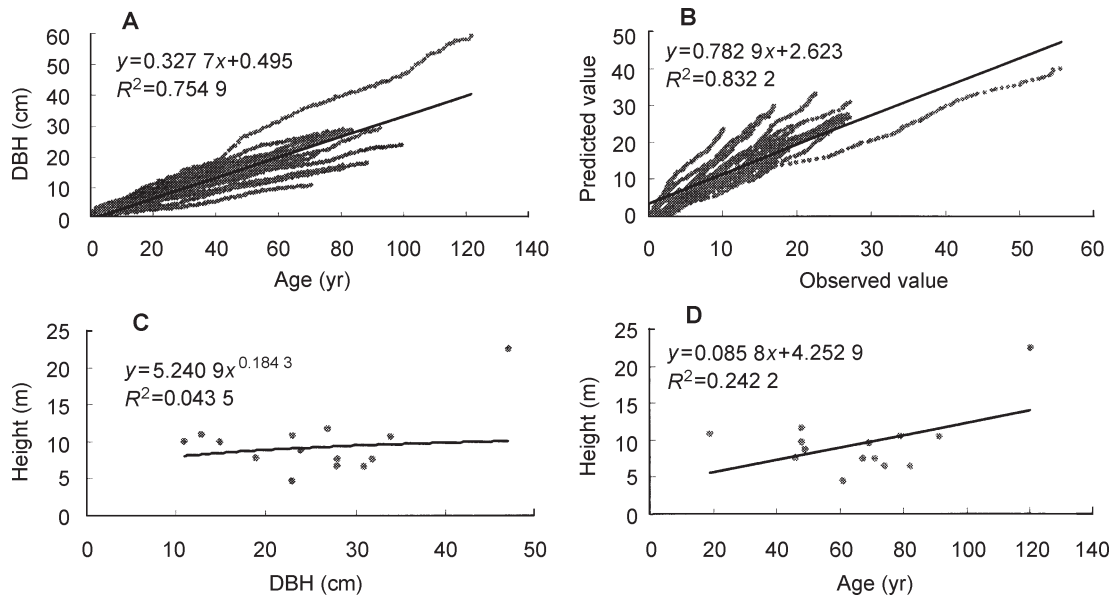 A
y=0.327 7x+0.495
R²=0.754 9
DBH (cm)
60
50
40
30
20
10
0
0 20 40 60 80 100 120 140
Age (yr)
B
y=0.782 9x+2.623
R²=0.832 2
Predicted value
50
40
30
20
10
0
0 10 20 30 40 50 60
Observed value
C
y=5.240 9x^0.184 3
R²=0.043 5
Height (m)
25
20
15
10
5
0
0 10 20 30 40 50
DBH (cm)
D
y=0.085 8x+4.252 9
R²=0.242 2
Height (m)
25
20
15
10
5
0
0 20 40 60 80 100 120 140
Age (yr)